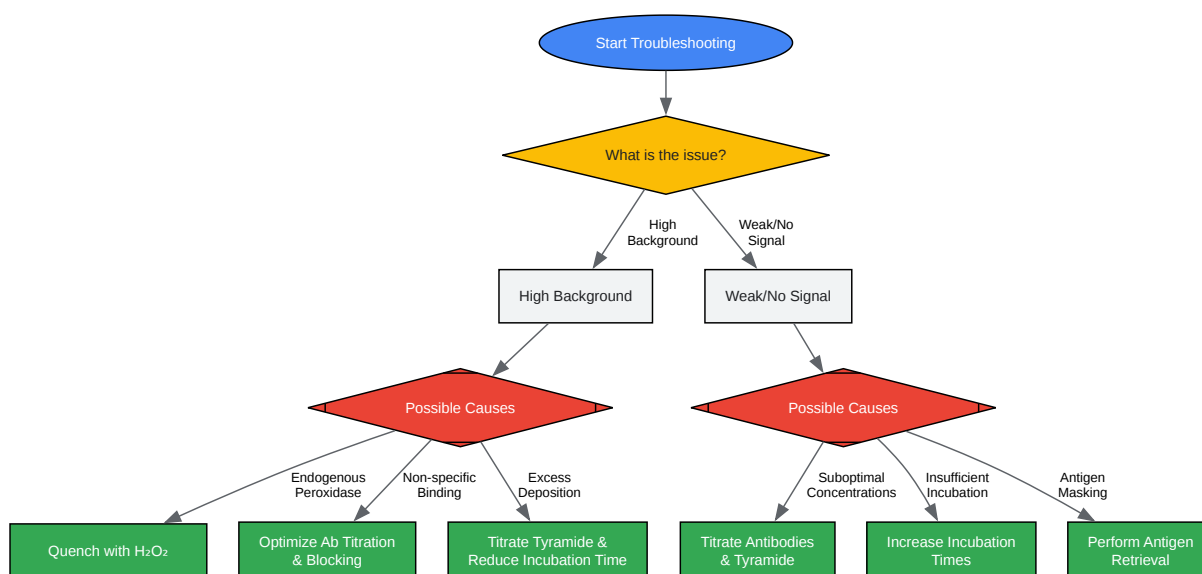 Start Troubleshooting
What is the issue?
High
Background
Weak/No
Signal
High Background
Weak/No Signal
Possible Causes
Possible Causes
Endogenous
Peroxidase
Non-specific
Binding
Excess
Deposition
Suboptimal
Concentrations
Insufficient
Incubation
Antigen
Masking
Quench with H₂O₂
Optimize Ab Titration
& Blocking
Titrate Tyramide &
Reduce Incubation Time
Titrate Antibodies
& Tyramide
Increase Incubation
Times
Perform Antigen
Retrieval